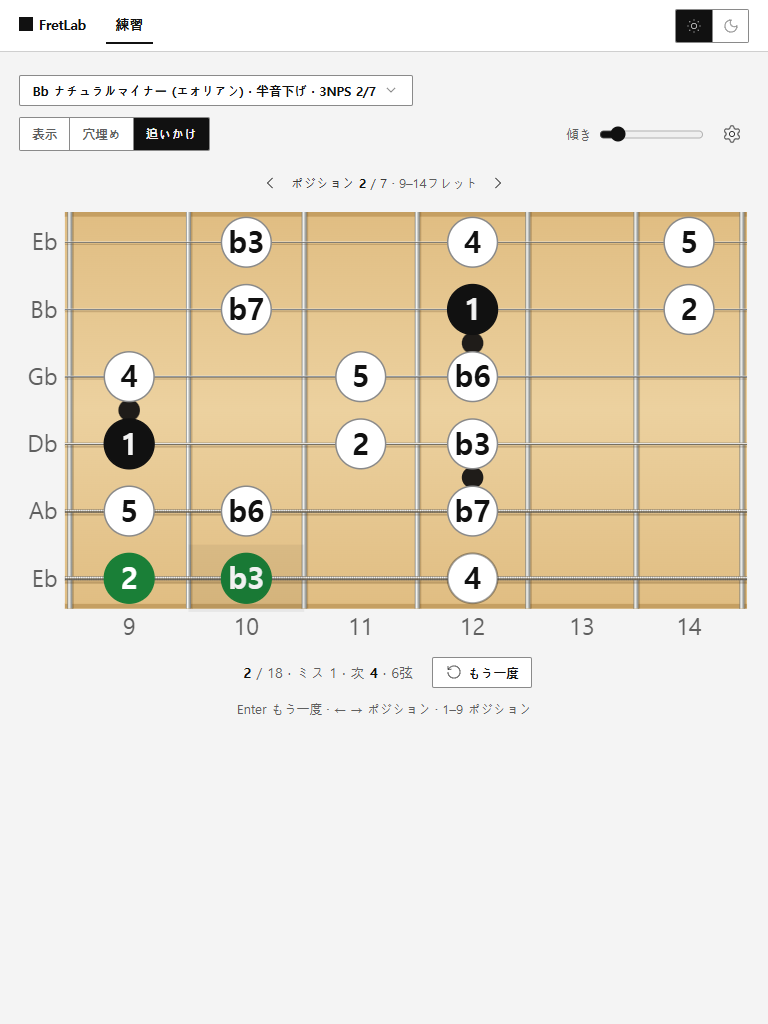 FretLab 練習
Bb ナチュラルマイナー (エオリアン) · 半音下げ · 3NPS 2/7
表示 穴埋め 追いかけ 傾き
ポジション 2 / 7 · 9–14フレット
Eb b3 4 5
Bb b7 1 2
Gb 4 5 b6
Db 1 2 b3
Ab 5 b6 b7
Eb 2 b3 4
9 10 11 12 13 14
2 / 18 · ミス 1 · 次 4 · 6弦 もう一度
Enter もう一度 · ← → ポジション · 1–9 ポジション